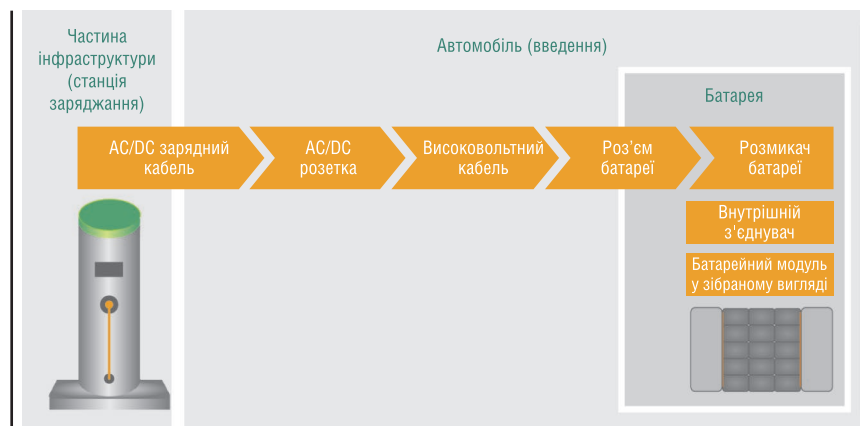 Частина
інфраструктури
(станція
заряджання)
Автомобіль (введення)
Батарея
AC/DC зарядний
кабель
AC/DC
розетка
Високовольтний
кабель
Роз’єм
батареї
Розмикач
батареї
Внутрішній
з'єднувач
Батарейний модуль
у зібраному вигляді